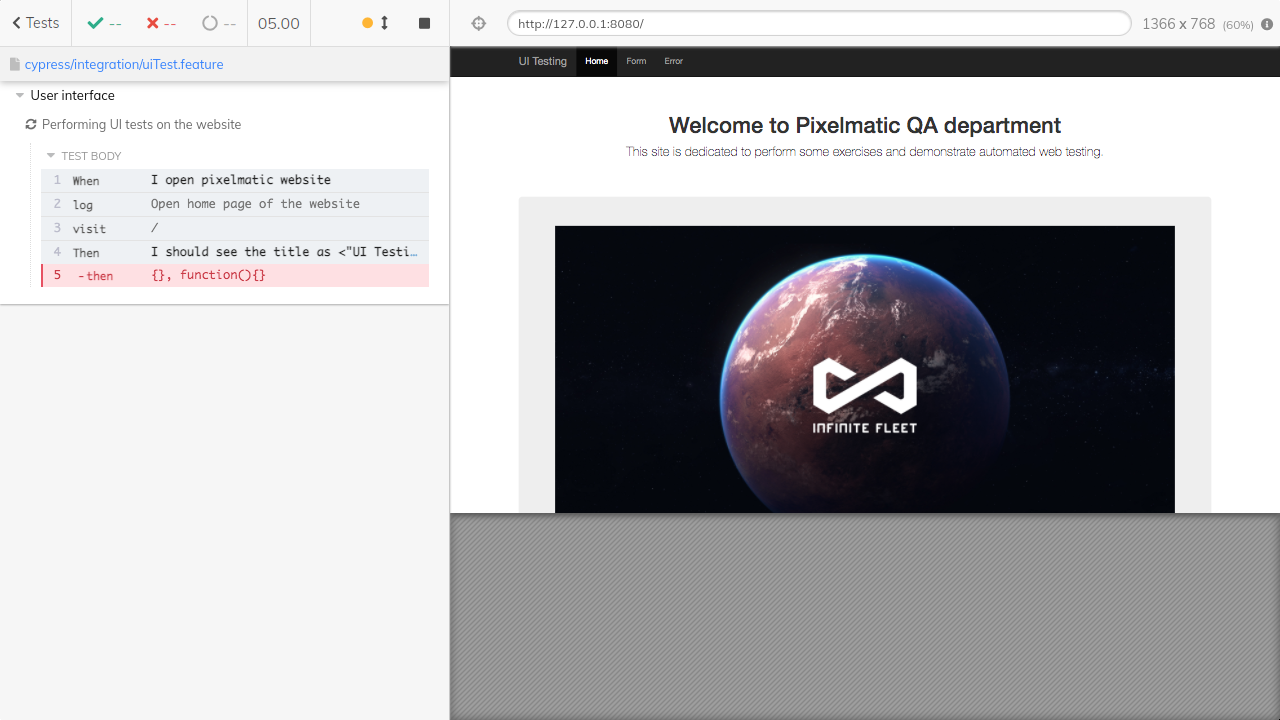 Tests -- -- -- 05.00
http://127.0.0.1:8080/ 1366 x 768 (60%)
cypress/integration/uiTest.feature
User interface
Performing UI tests on the website
TEST BODY
1 When I open pixelmatic website
2 log Open home page of the website
3 visit /
4 Then I should see the title as <"UI Testi…
5 -then {}, function(){}
UI Testing Home Form Error
Welcome to Pixelmatic QA department
This site is dedicated to perform some exercises and demonstrate automated web testing.
INFINITE FLEET